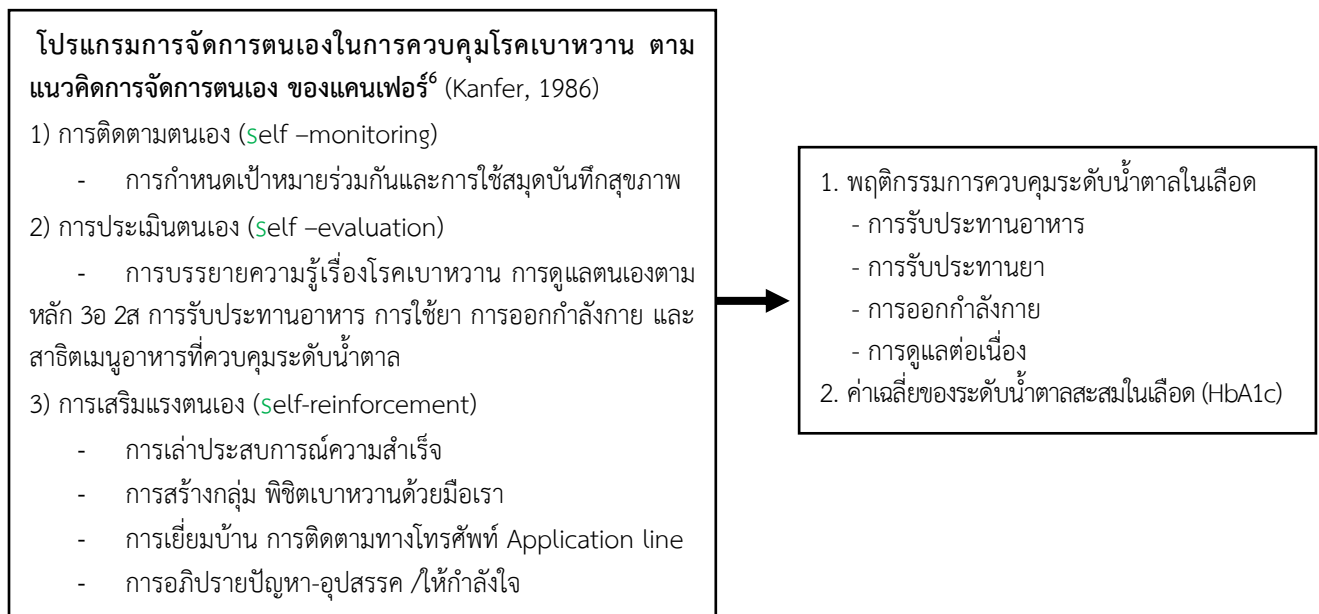 โปรแกรมการจัดการตนเองในการควบคุมโรคเบาหวาน ตาม
แนวคิดการจัดการตนเอง ของแคนเฟอร์6 (Kanfer, 1986)
1) การติดตามตนเอง (self –monitoring)
- การกำหนดเป้าหมายร่วมกันและการใช้สมุดบันทึกสุขภาพ
2) การประเมินตนเอง (self –evaluation)
- การบรรยายความรู้เรื่องโรคเบาหวาน การดูแลตนเองตาม
หลัก 3อ 2ส การรับประทานอาหาร การใช้ยา การออกกำลังกาย และ
สาธิตเมนูอาหารที่ควบคุมระดับน้ำตาล
3) การเสริมแรงตนเอง (self-reinforcement)
- การเล่าประสบการณ์ความสำเร็จ
- การสร้างกลุ่ม พิชิตเบาหวานด้วยมือเรา
- การเยี่ยมบ้าน การติดตามทางโทรศัพท์ Application line
- การอภิปรายปัญหา-อุปสรรค /ให้กำลังใจ
1. พฤติกรรมการควบคุมระดับน้ำตาลในเลือด
- การรับประทานอาหาร
- การรับประทานยา
- การออกกำลังกาย
- การดูแลต่อเนื่อง
2. ค่าเฉลี่ยของระดับน้ำตาลสะสมในเลือด (HbA1c)